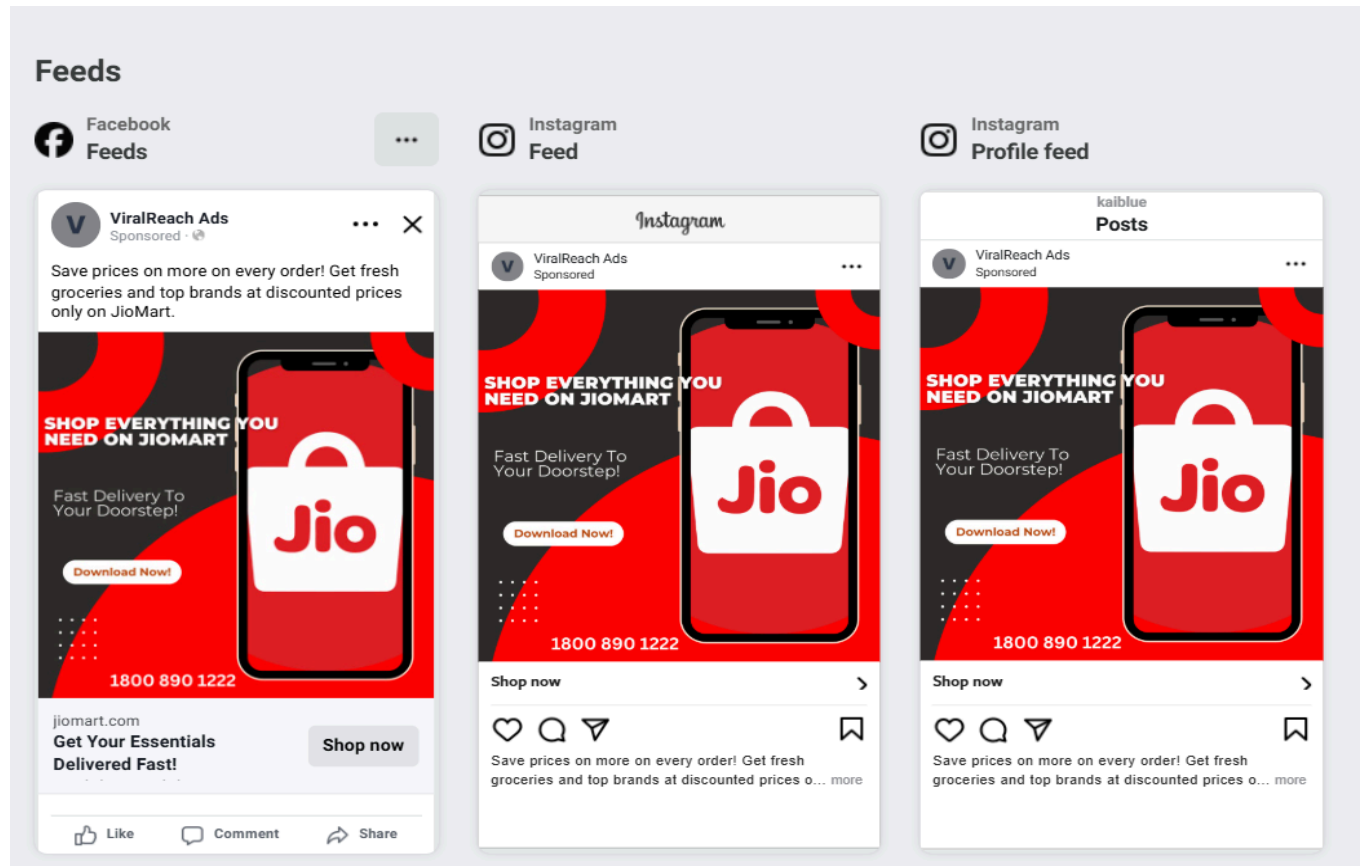 Feeds
Facebook
Feeds
...
Instagram
Feed
Instagram
Profile feed
V
ViralReach Ads
Sponsored ·
...
Save prices on more on every order! Get fresh
groceries and top brands at discounted prices
only on JioMart.
SHOP EVERYTHING YOU
NEED ON JIOMART
Fast Delivery To
Your Doorstep!
Download Now!
Jio
1800 890 1222
jiomart.com
Get Your Essentials
Delivered Fast!
Shop now
Like
Comment
Share
Instagram
V
ViralReach Ads
Sponsored
...
SHOP EVERYTHING YOU
NEED ON JIOMART
Fast Delivery To
Your Doorstep!
Download Now!
Jio
1800 890 1222
Shop now
Save prices on more on every order! Get fresh
groceries and top brands at discounted prices o... more
kaiblue
Posts
V
ViralReach Ads
Sponsored
...
SHOP EVERYTHING YOU
NEED ON JIOMART
Fast Delivery To
Your Doorstep!
Download Now!
Jio
1800 890 1222
Shop now
Save prices on more on every order! Get fresh
groceries and top brands at discounted prices o... more